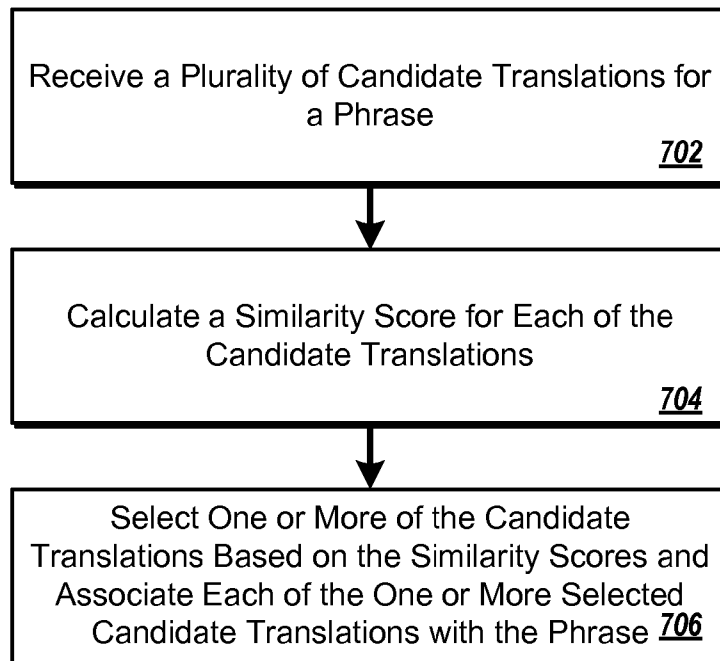 Receive a Plurality of Candidate Translations for
a Phrase
702
Calculate a Similarity Score for Each of the
Candidate Translations
704
Select One or More of the Candidate
Translations Based on the Similarity Scores and
Associate Each of the One or More Selected
Candidate Translations with the Phrase 706